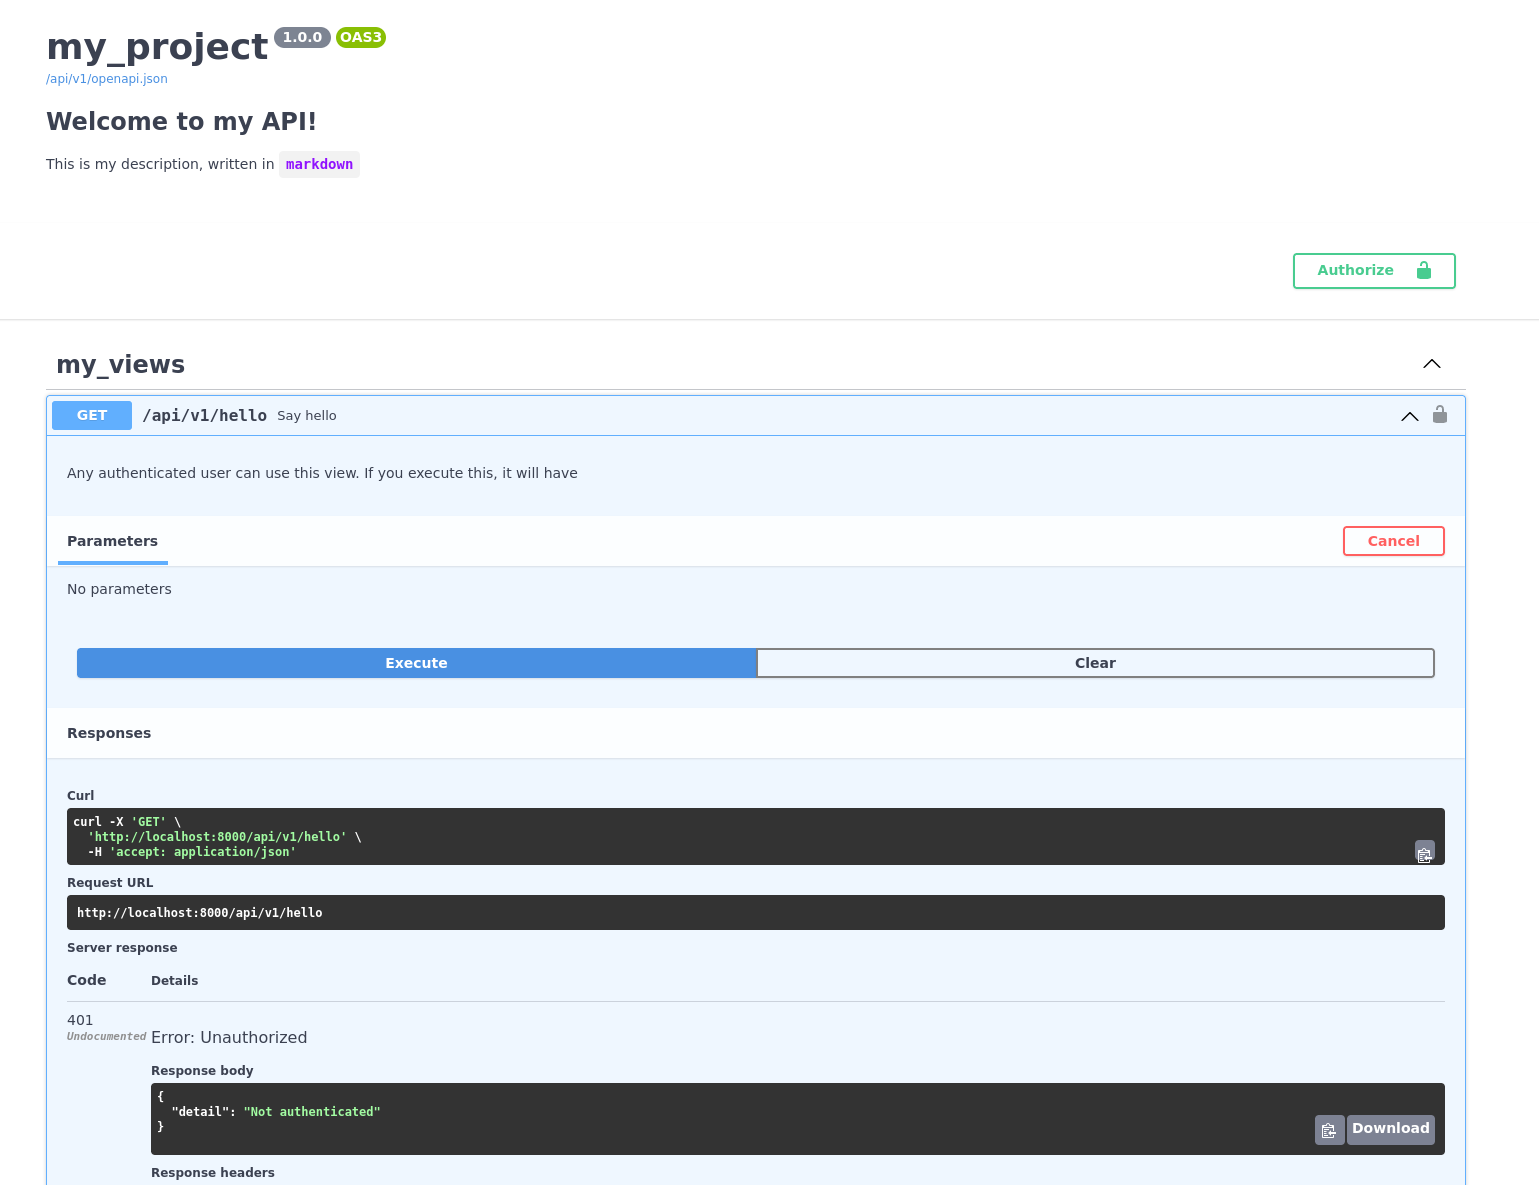 my_project 1.0.0 OAS3
/api/v1/openapi.json
Welcome to my API!
This is my description, written in markdown
Authorize
my_views
GET /api/v1/hello Say hello
Any authenticated user can use this view. If you execute this, it will have
Parameters Cancel
No parameters
Execute Clear
Responses
Curl
curl -X 'GET' \
  'http://localhost:8000/api/v1/hello' \
  -H 'accept: application/json'
Request URL
http://localhost:8000/api/v1/hello
Server response
Code Details
401
Undocumented Error: Unauthorized
Response body
{
  "detail": "Not authenticated"
}
Download
Response headers